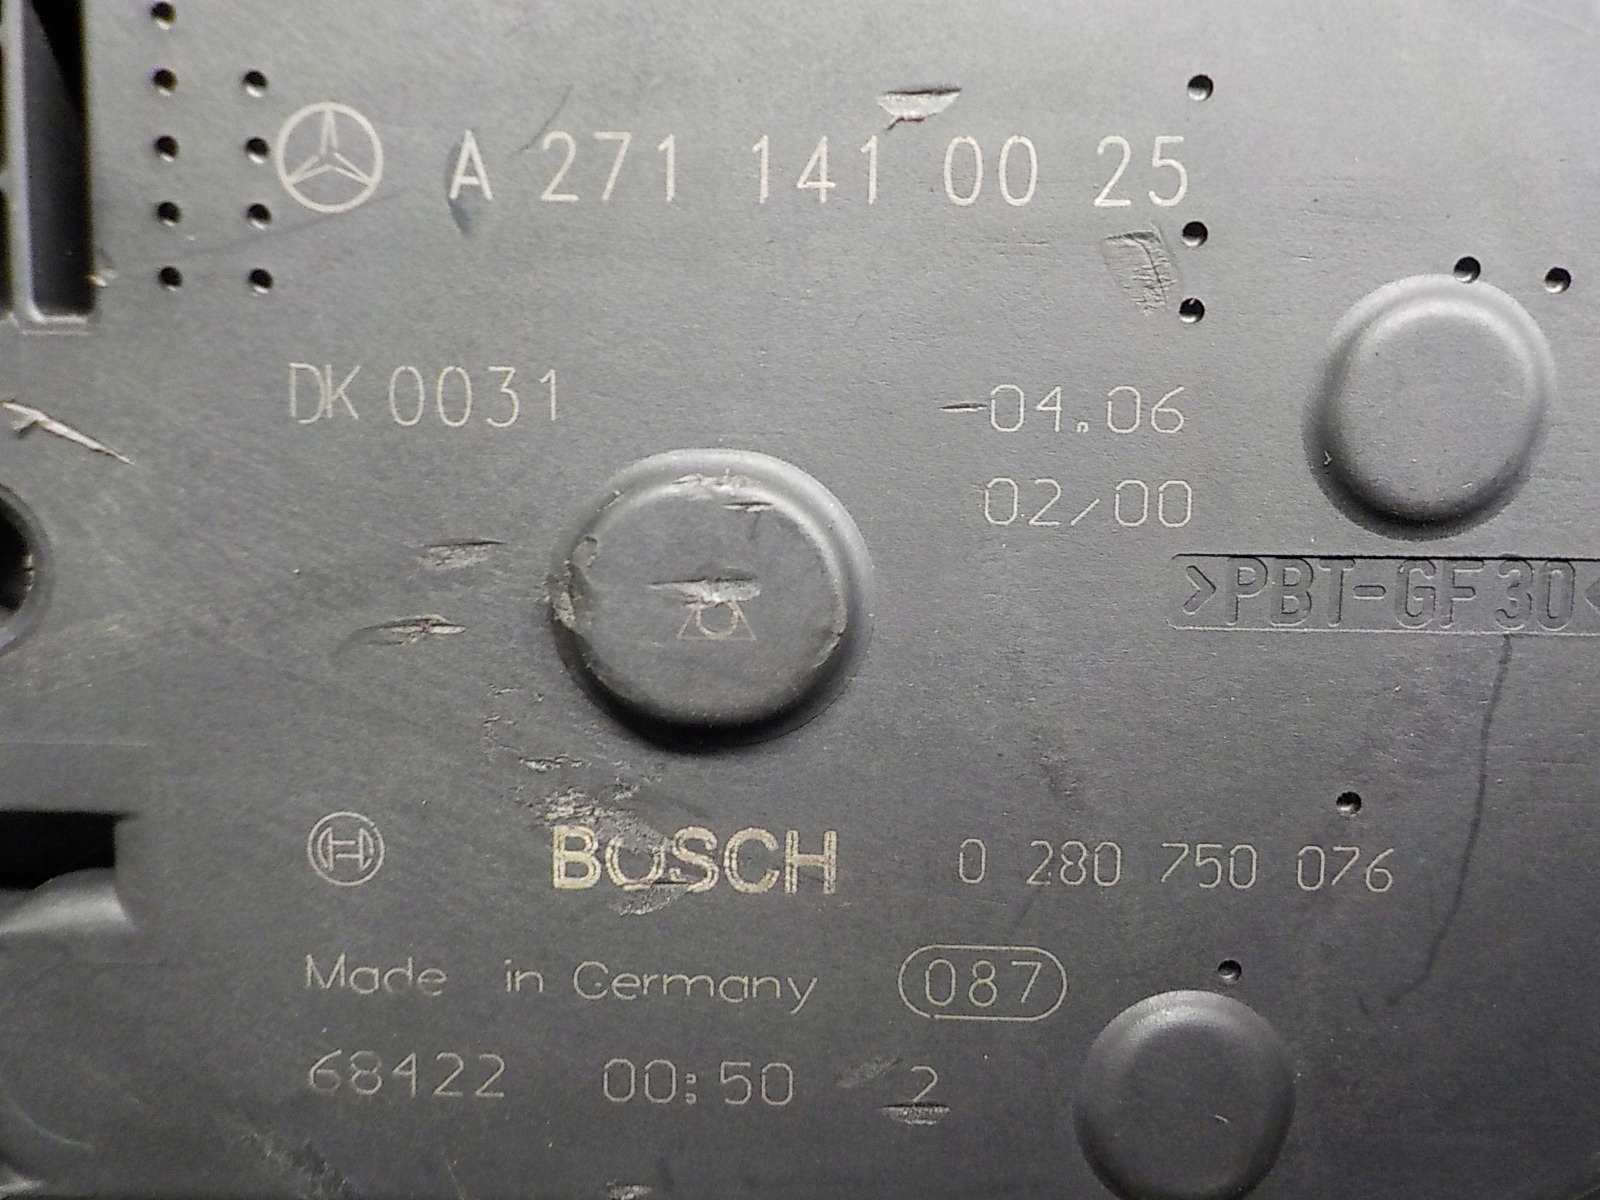 A 271 141 00 25
DK 0031 -04.06
02/00
>PBT-GF30<
BOSCH 0 280 750 076
Made in Germany 087
68422 00:50 2